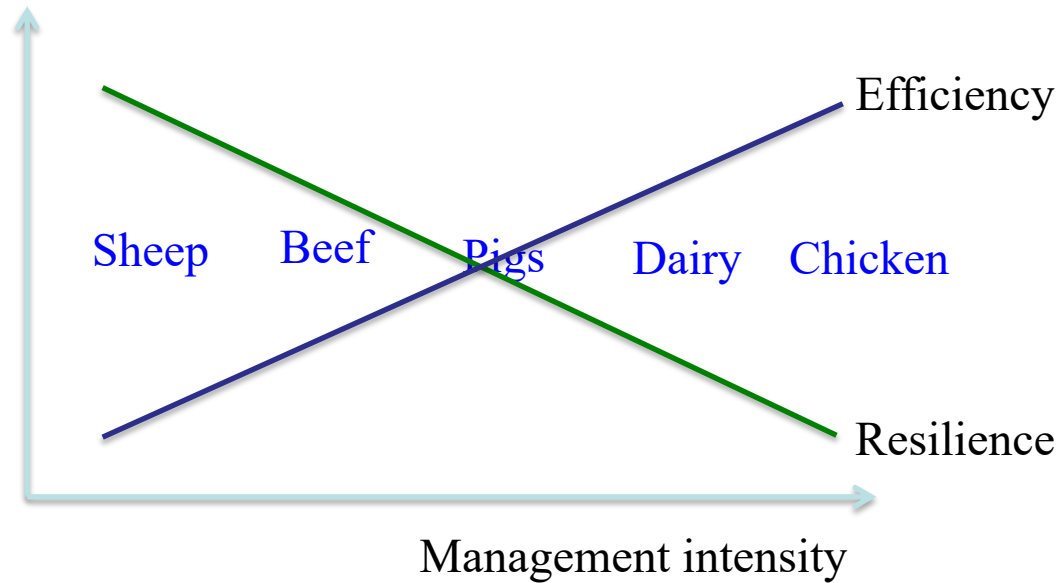 Efficiency
Sheep Beef Pigs Dairy Chicken
Resilience
Management intensity